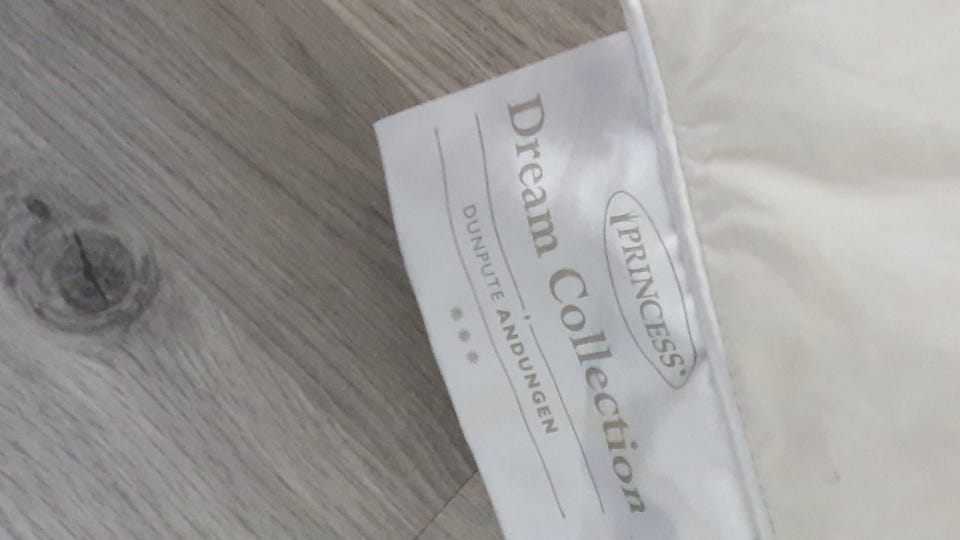 PRINCESS®
Dream Collection
DUNPUTE ANDUNGEN
***